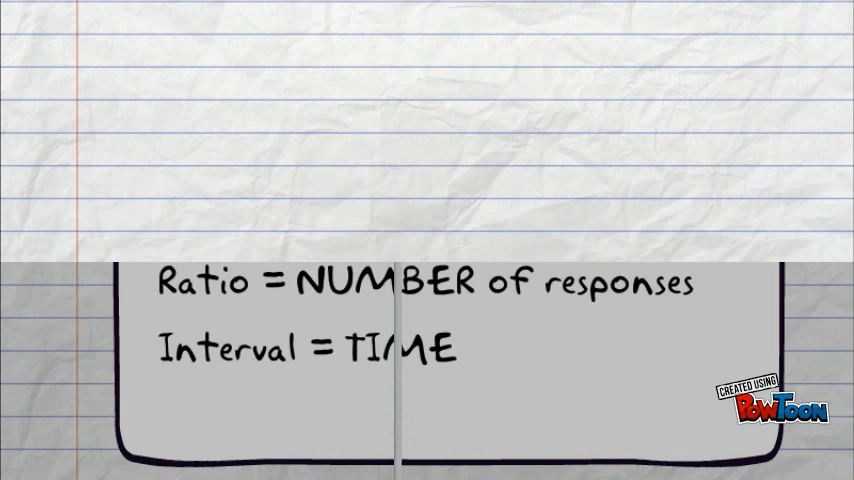 Ratio = NUMBER of responses
Interval = TIME
CREATED USING
PowToon